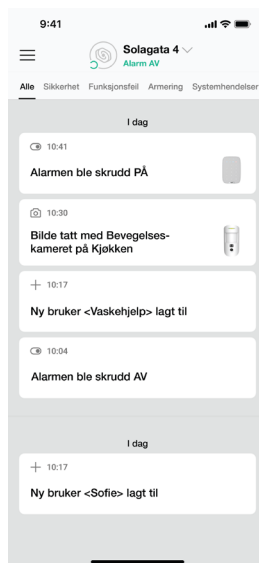 9:41
Solagata 4
Alarm AV
Alle Sikkerhet Funksjonsfeil Armering Systemhendelser
I dag
10:41
Alarmen ble skrudd PÅ
10:30
Bilde tatt med Bevegelses-
kameret på Kjøkken
10:17
Ny bruker <Vaskehjelp> lagt til
10:04
Alarmen ble skrudd AV
I dag
10:17
Ny bruker <Sofie> lagt til